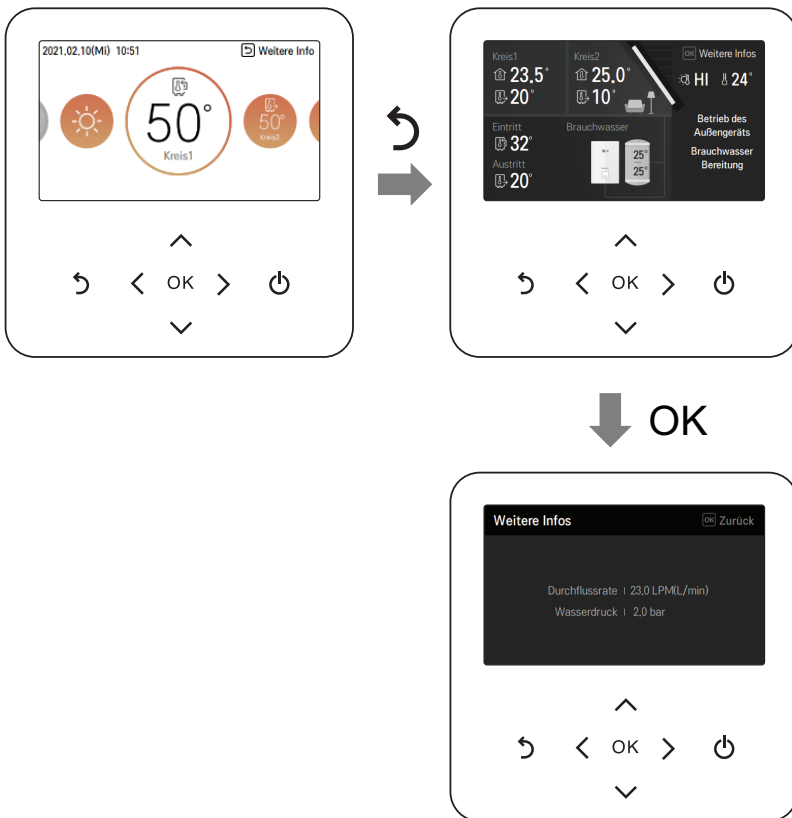 2021.02.10(Mi) 10:51 Weitere Info
50°
Kreis1
50°
Kreis2
OK
Kreis1 Kreis2 OK Weitere Infos
23.5° 25.0° HI 24°
20° 10°
Eintritt Brauchwasser Betrieb des
Außengeräts
32° 25°
Austritt Brauchwasser
Bereitung
20° 25°
OK
OK
Weitere Infos OK Zurück
Durchflussrate | 23.0 LPM(L/min)
Wasserdruck | 2.0 bar
OK